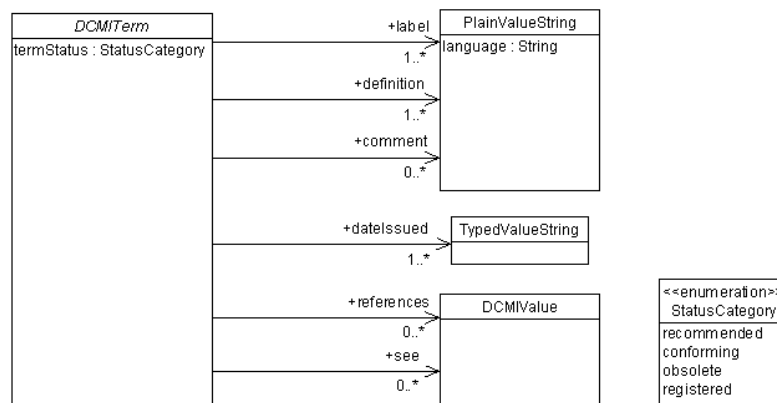 DCMITerm
termStatus : StatusCategory
+label
1..*
+definition
1..*
+comment
0..*
+dateIssued
1..*
+references
0..*
+see
0..*
PlainValueString
language : String
TypedValueString
DCMIValue
<<enumeration>>
StatusCategory
recommended
conforming
obsolete
registered